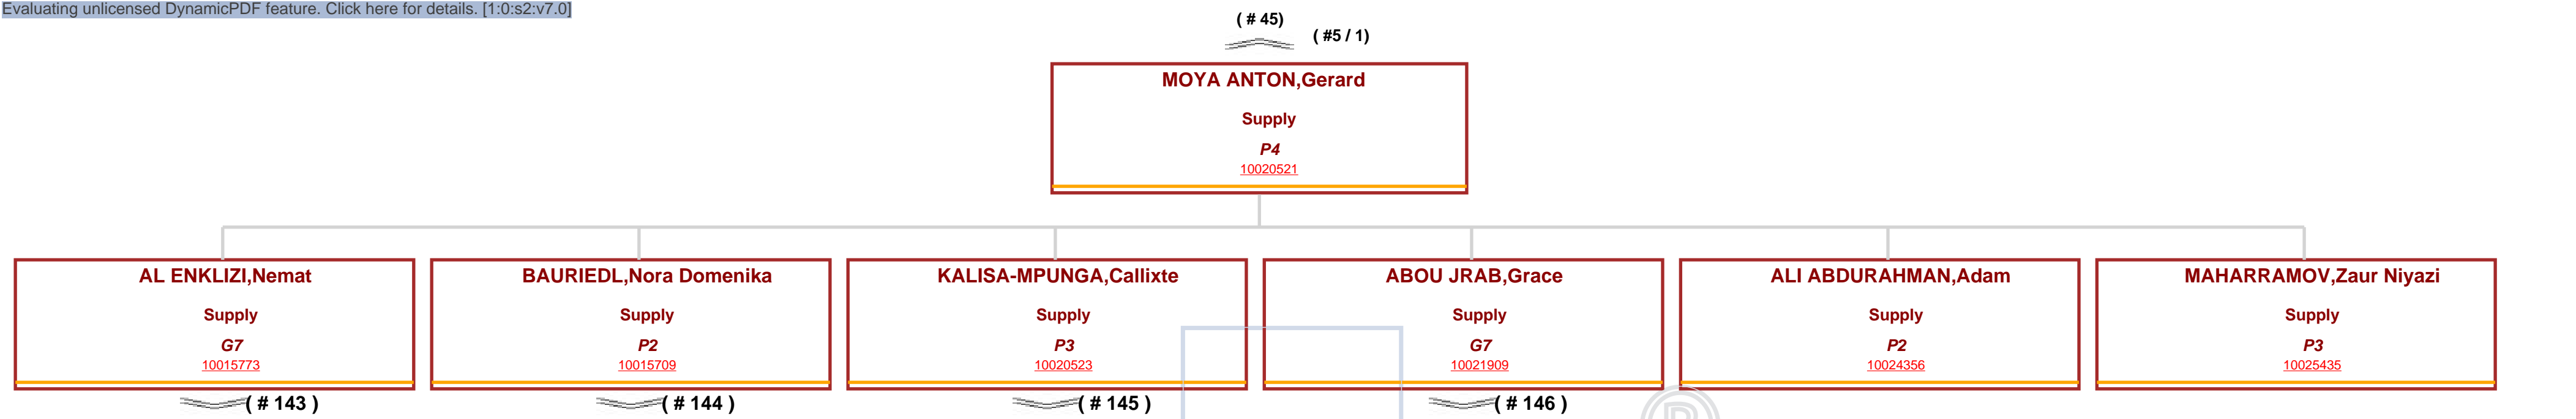 Evaluating unlicensed DynamicPDF feature. Click here for details. [1:0:s2:v7.0]
( # 45)
( #5 / 1)
MOYA ANTON,Gerard
Supply
P4
10020521
AL ENKLIZI,Nemat
Supply
G7
10015773
( # 143 )
BAURIEDL,Nora Domenika
Supply
P2
10015709
( # 144 )
KALISA-MPUNGA,Callixte
Supply
P3
10020523
( # 145 )
ABOU JRAB,Grace
Supply
G7
10021909
( # 146 )
ALI ABDURAHMAN,Adam
Supply
P2
10024356
MAHARRAMOV,Zaur Niyazi
Supply
P3
10025435